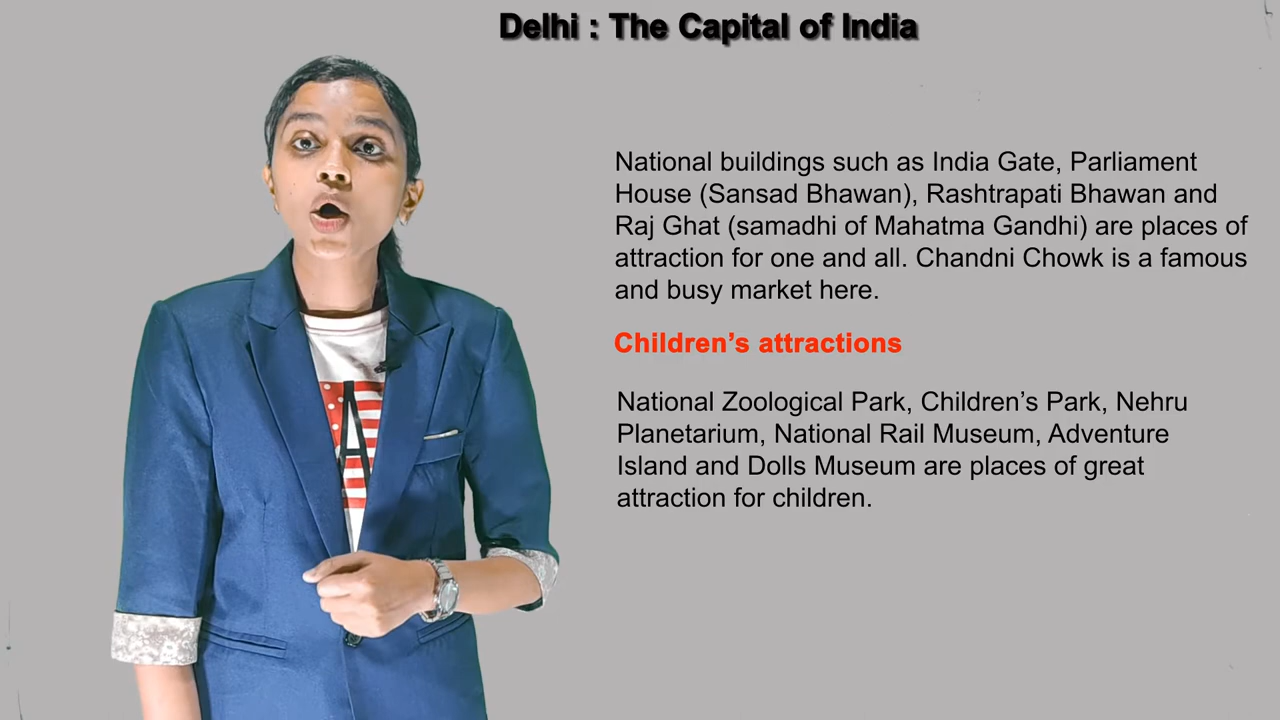 Delhi : The Capital of India
National buildings such as India Gate, Parliament
House (Sansad Bhawan), Rashtrapati Bhawan and
Raj Ghat (samadhi of Mahatma Gandhi) are places of
attraction for one and all. Chandni Chowk is a famous
and busy market here.
Children’s attractions
National Zoological Park, Children’s Park, Nehru
Planetarium, National Rail Museum, Adventure
Island and Dolls Museum are places of great
attraction for children.
A